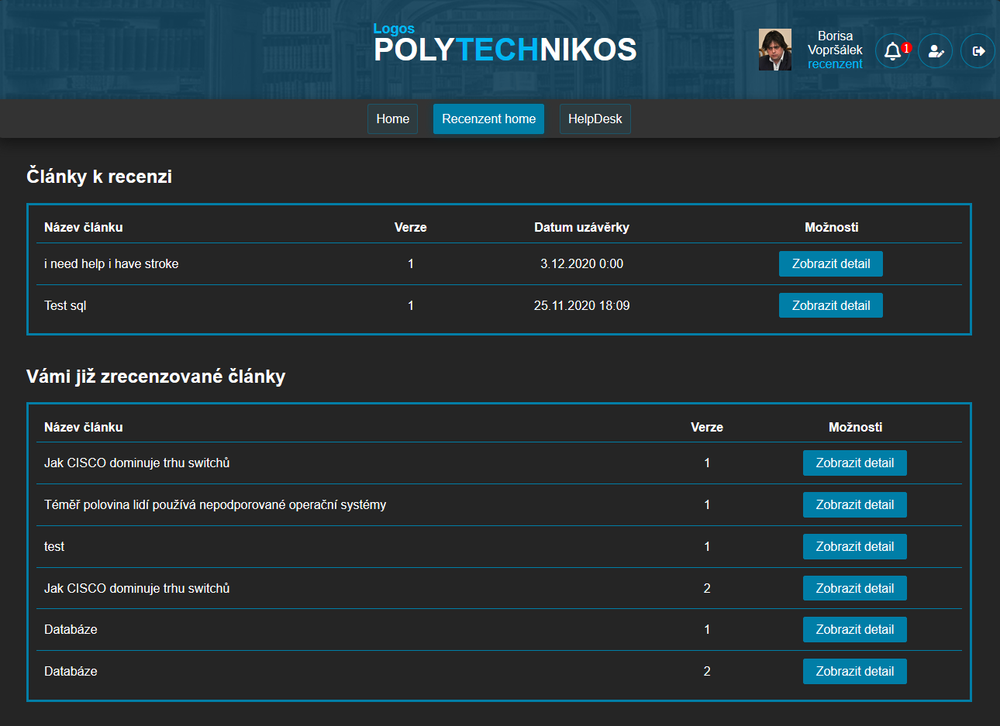 Logos
POLYTECHNIKOS
Borisa
Vopršálek
recenzent
1
Home
Recenzent home
HelpDesk
Články k recenzi
Název článku Verze Datum uzávěrky Možnosti
i need help i have stroke 1 3.12.2020 0:00 Zobrazit detail
Test sql 1 25.11.2020 18:09 Zobrazit detail
Vámi již zrecenzované články
Název článku Verze Možnosti
Jak CISCO dominuje trhu switchů 1 Zobrazit detail
Téměř polovina lidí používá nepodporované operační systémy 1 Zobrazit detail
test 1 Zobrazit detail
Jak CISCO dominuje trhu switchů 2 Zobrazit detail
Databáze 1 Zobrazit detail
Databáze 2 Zobrazit detail